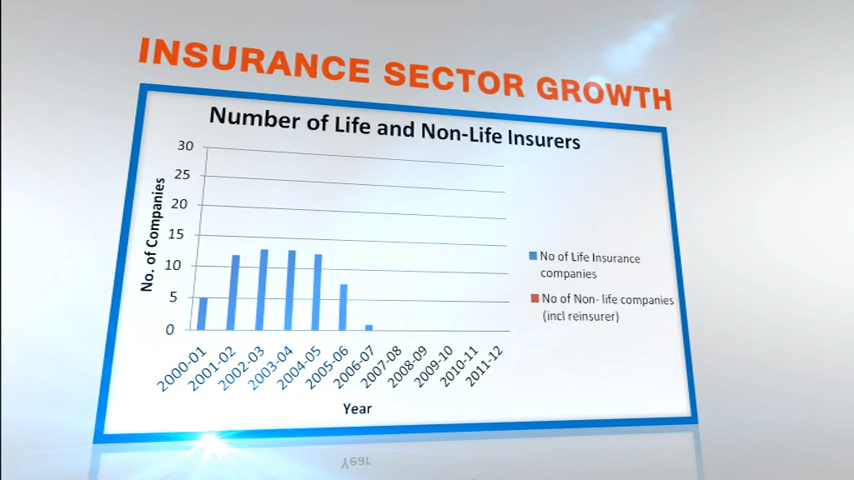 INSURANCE SECTOR GROWTH
Number of Life and Non-Life Insurers
No. of Companies
30
25
20
15
10
5
0
2000-01
2001-02
2002-03
2003-04
2004-05
2005-06
2006-07
2007-08
2008-09
2009-10
2010-11
2011-12
Year
No of Life Insurance
companies
No of Non- life companies
(incl reinsurer)
Year